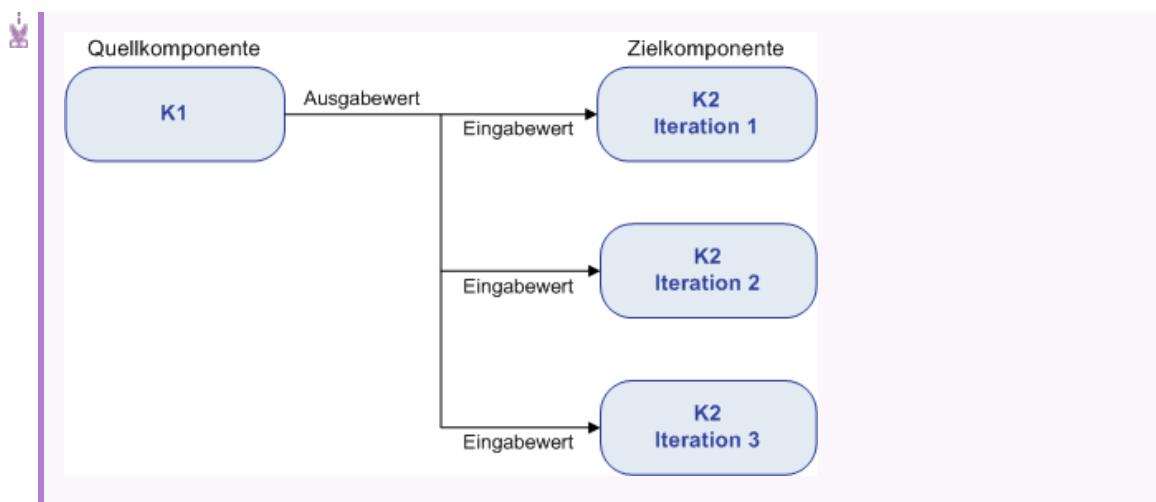 Quellkomponente
Zielkomponente
K1
Ausgabewert
Eingabewert
K2
Iteration 1
Eingabewert
K2
Iteration 2
Eingabewert
K2
Iteration 3